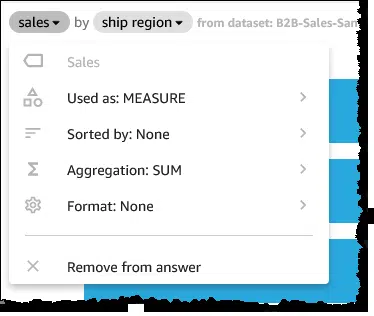 sales by ship region from dataset: B2B-Sales-San
Sales
Used as: MEASURE
Sorted by: None
Aggregation: SUM
Format: None
Remove from answer